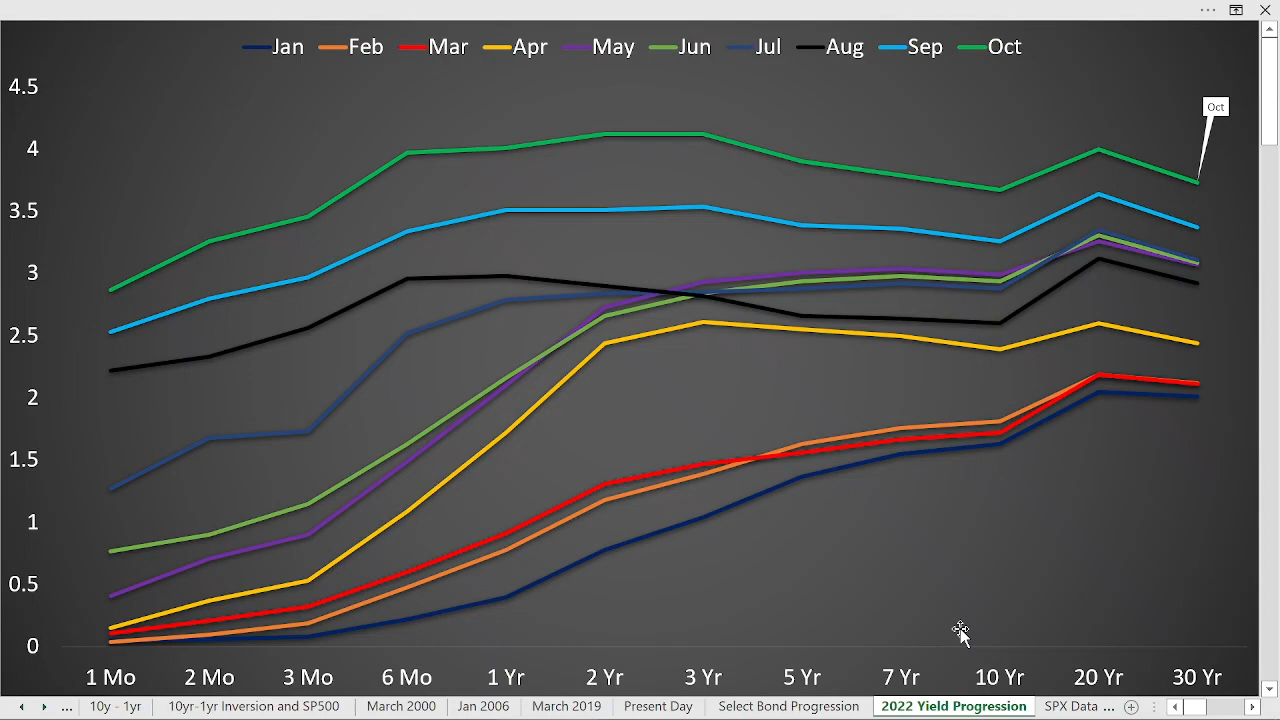 Jan Feb Mar Apr May Jun Jul Aug Sep Oct
4.5
Oct
4
3.5
3
2.5
2
1.5
1
0.5
0
1 Mo 2 Mo 3 Mo 6 Mo 1 Yr 2 Yr 3 Yr 5 Yr 7 Yr 10 Yr 20 Yr 30 Yr
... 10y - 1yr 10yr-1yr Inversion and SP500 March 2000 Jan 2006 March 2019 Present Day Select Bond Progression 2022 Yield Progression SPX Data ...